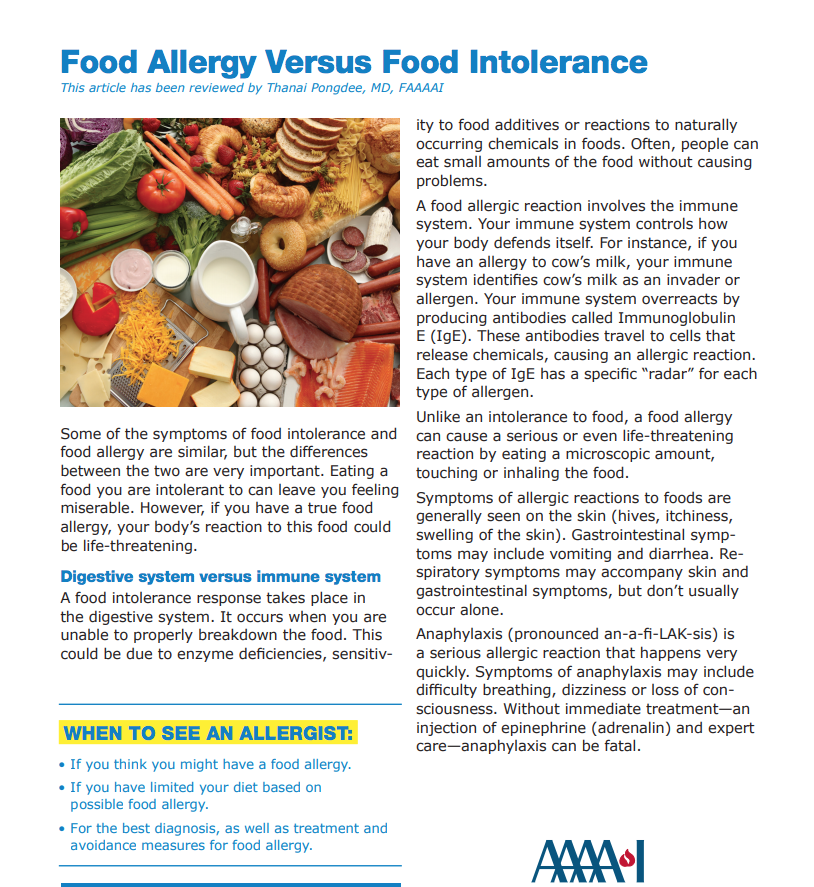 Food Allergy Versus Food Intolerance
This article has been reviewed by Thanai Pongdee, MD, FAAAAI
Some of the symptoms of food intolerance and
food allergy are similar, but the differences
between the two are very important. Eating a
food you are intolerant to can leave you feeling
miserable. However, if you have a true food
allergy, your body’s reaction to this food could
be life-threatening.
Digestive system versus immune system
A food intolerance response takes place in
the digestive system. It occurs when you are
unable to properly breakdown the food. This
could be due to enzyme deficiencies, sensitiv-
ity to food additives or reactions to naturally
occurring chemicals in foods. Often, people can
eat small amounts of the food without causing
problems.
A food allergic reaction involves the immune
system. Your immune system controls how
your body defends itself. For instance, if you
have an allergy to cow’s milk, your immune
system identifies cow’s milk as an invader or
allergen. Your immune system overreacts by
producing antibodies called Immunoglobulin
E (IgE). These antibodies travel to cells that
release chemicals, causing an allergic reaction.
Each type of IgE has a specific “radar” for each
type of allergen.
Unlike an intolerance to food, a food allergy
can cause a serious or even life-threatening
reaction by eating a microscopic amount,
touching or inhaling the food.
Symptoms of allergic reactions to foods are
generally seen on the skin (hives, itchiness,
swelling of the skin). Gastrointestinal symp-
toms may include vomiting and diarrhea. Re-
spiratory symptoms may accompany skin and
gastrointestinal symptoms, but don’t usually
occur alone.
Anaphylaxis (pronounced an-a-fi-LAK-sis) is
a serious allergic reaction that happens very
quickly. Symptoms of anaphylaxis may include
difficulty breathing, dizziness or loss of con-
sciousness. Without immediate treatment—an
injection of epinephrine (adrenalin) and expert
care—anaphylaxis can be fatal.
WHEN TO SEE AN ALLERGIST:
• If you think you might have a food allergy.
• If you have limited your diet based on
possible food allergy.
• For the best diagnosis, as well as treatment and
avoidance measures for food allergy.
AAAAI